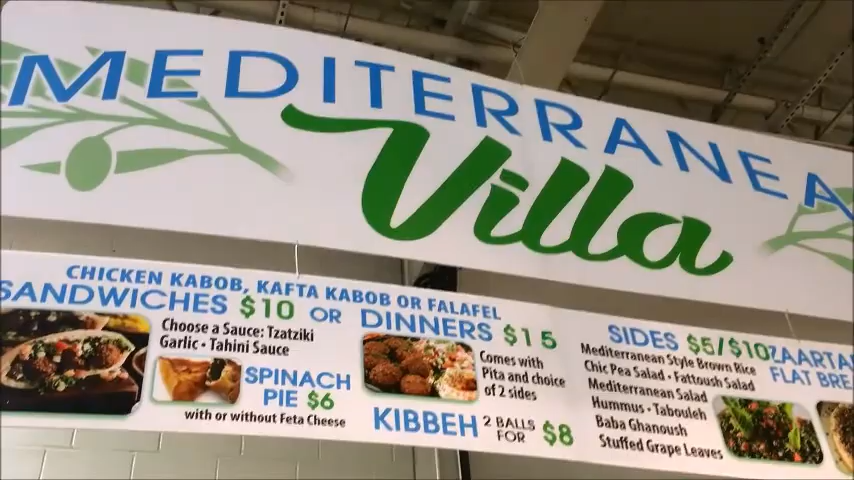 MEDITERRANEA
Villa
CHICKEN KABOB, KAFTA KABOB OR FALAFEL
SANDWICHES $10 OR DINNERS $15
Choose a Sauce: Tzatziki
Garlic • Tahini Sauce
SPINACH
PIE $6
with or without Feta Cheese
Comes with
Pita and choice
of 2 sides
KIBBEH 2 BALLS
FOR $8
SIDES $5/$10
Mediterranean Style Brown Rice
Chic Pea Salad • Fattoush Salad
Mediterranean Salad
Hummus • Tabouleh
Baba Ghanoush
Stuffed Grape Leaves
ZAARTA
FLAT BRE